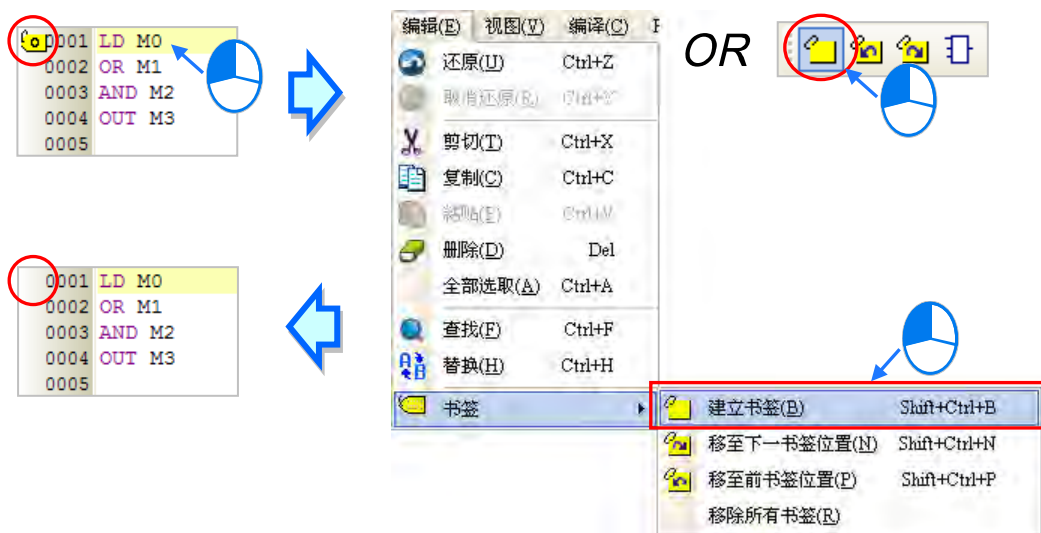 0001 LD M0
0002 OR M1
0003 AND M2
0004 OUT M3
0005
编辑(E) 视图(V) 编译(C)
还原(U) Ctrl+Z
取消还原(R)
剪切(T) Ctrl+X
复制(C) Ctrl+C
粘贴(P) Ctrl+V
删除(D) Del
全部选取(A) Ctrl+A
查找(F) Ctrl+F
替换(H) Ctrl+H
书签
建立书签(B) Shift+Ctrl+B
移至下一书签位置(N) Shift+Ctrl+N
移至前书签位置(P) Shift+Ctrl+P
移除所有书签(R)
OR
0001 LD M0
0002 OR M1
0003 AND M2
0004 OUT M3
0005